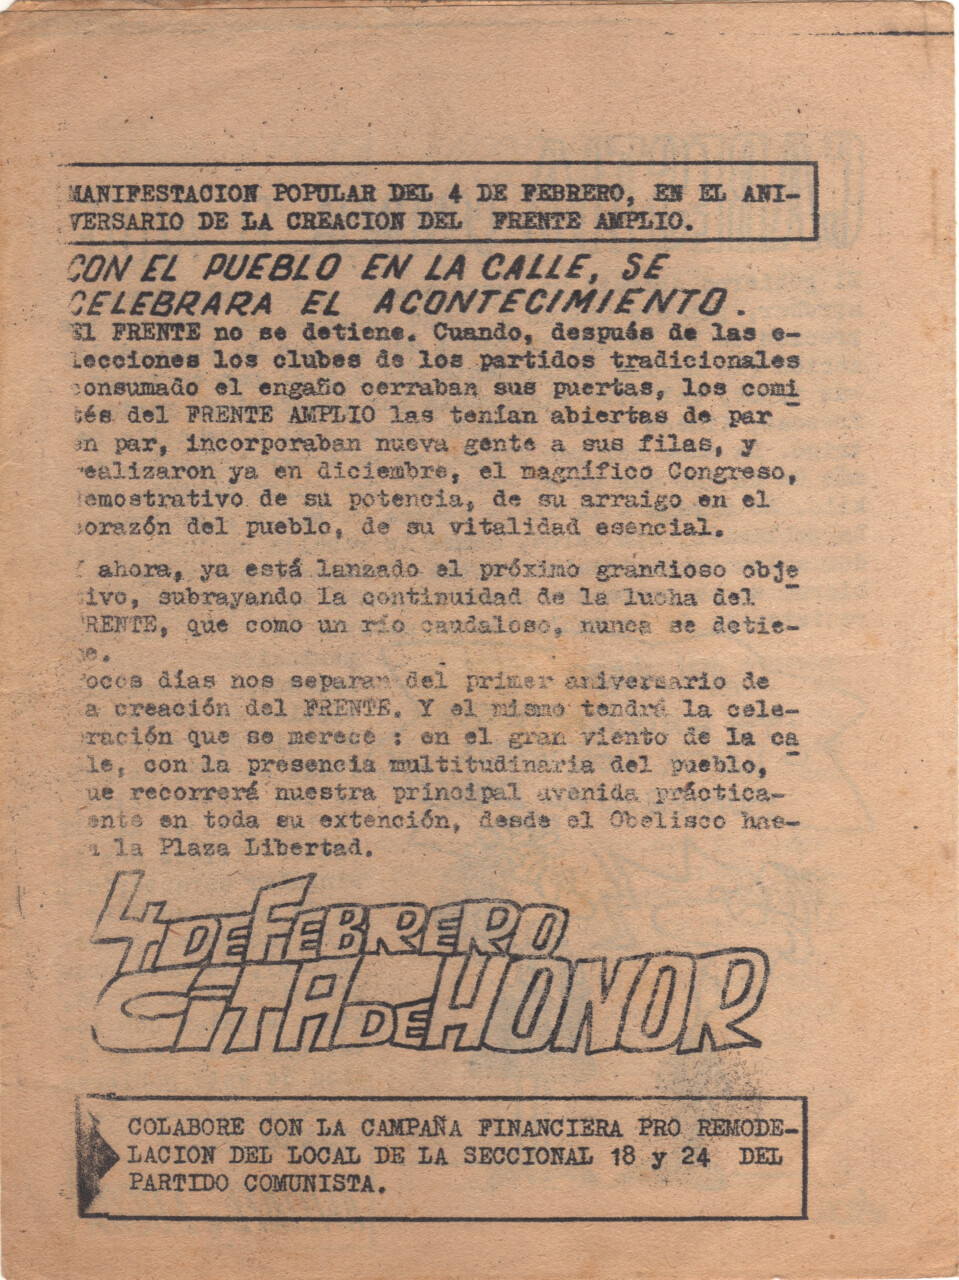 MANIFESTACION POPULAR DEL 4 DE FEBRERO, EN EL ANI-
VERSARIO DE LA CREACION DEL FRENTE AMPLIO.
CON EL PUEBLO EN LA CALLE, SE
CELEBRARA EL ACONTECIMIENTO.
El FRENTE no se detiene. Cuando, después de las e-
lecciones los clubes de los partidos tradicionales
consumado el engaño cerraban sus puertas, los comi
tés del FRENTE AMPLIO las tenían abiertas de par
en par, incorporaban nueva gente a sus filas, y
realizaron ya en diciembre, el magnífico Congreso,
demostrativo de su potencia, de su arraigo en el
corazón del pueblo, de su vitalidad esencial.
Y ahora, ya está lanzado el próximo grandioso obje
tivo, subrayando la continuidad de la lucha del
FRENTE, que como un río caudaloso, nunca se detie-
ne.
Pocos días nos separan del primer aniversario de
la creación del FRENTE. Y el mismo tendrá la cele-
bración que se merece : en el gran viento de la ca
lle, con la presencia multitudinaria del pueblo,
que recorrerá nuestra principal avenida práctica-
mente en toda su extención, desde el Obelisco has-
ta la Plaza Libertad.
4 DE FEBRERO
CITA DE HONOR
COLABORE CON LA CAMPAÑA FINANCIERA PRO REMODE-
LACION DEL LOCAL DE LA SECCIONAL 18 y 24 DEL
PARTIDO COMUNISTA.